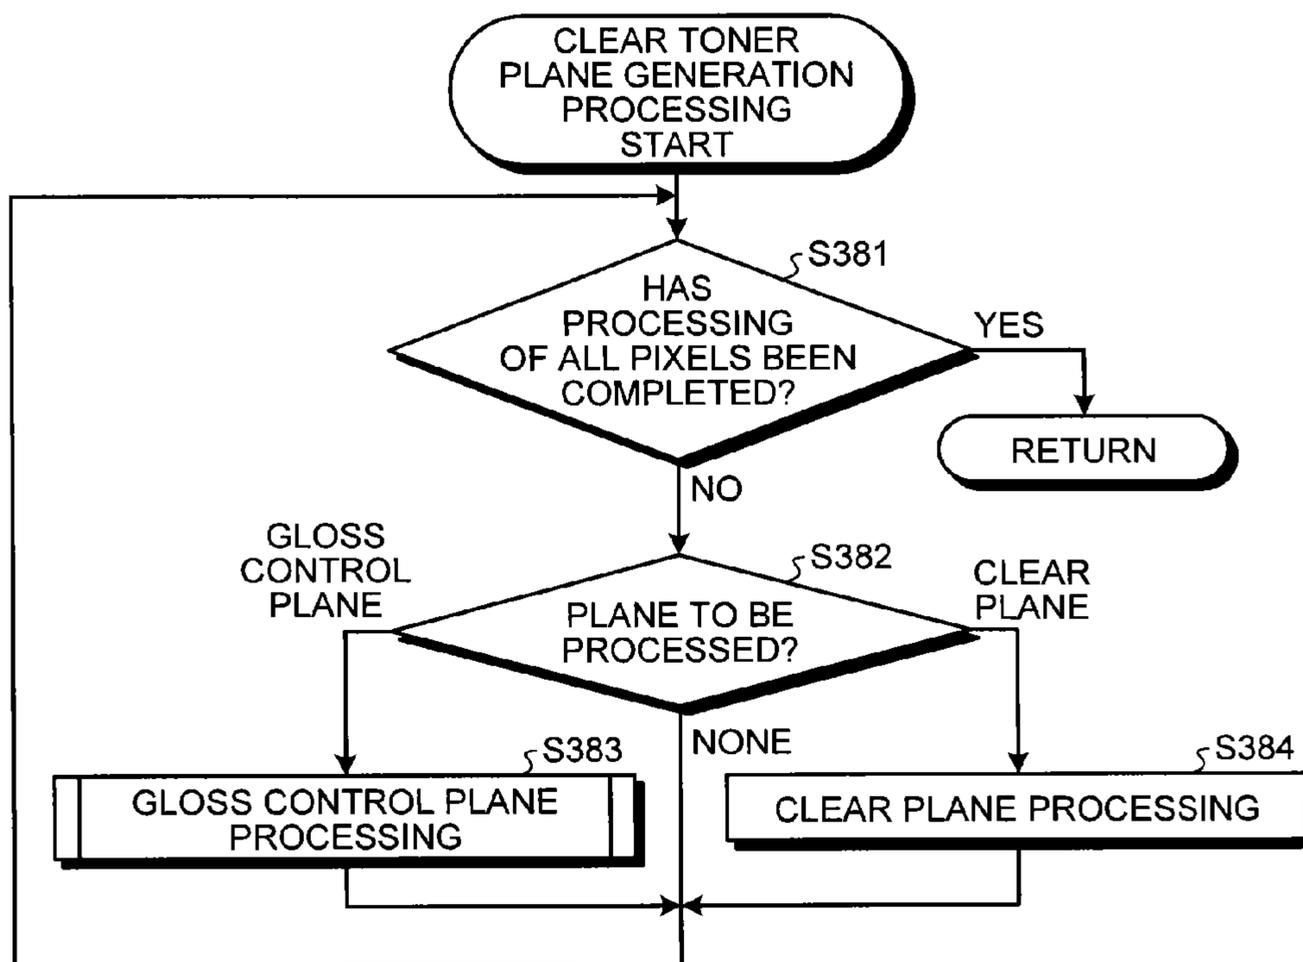 CLEAR TONER
PLANE GENERATION
PROCESSING
START
S381
HAS
PROCESSING
OF ALL PIXELS BEEN
COMPLETED?
YES
RETURN
NO
GLOSS
CONTROL
PLANE
S382
PLANE TO BE
PROCESSED?
CLEAR
PLANE
NONE
S383
GLOSS CONTROL PLANE
PROCESSING
S384
CLEAR PLANE PROCESSING